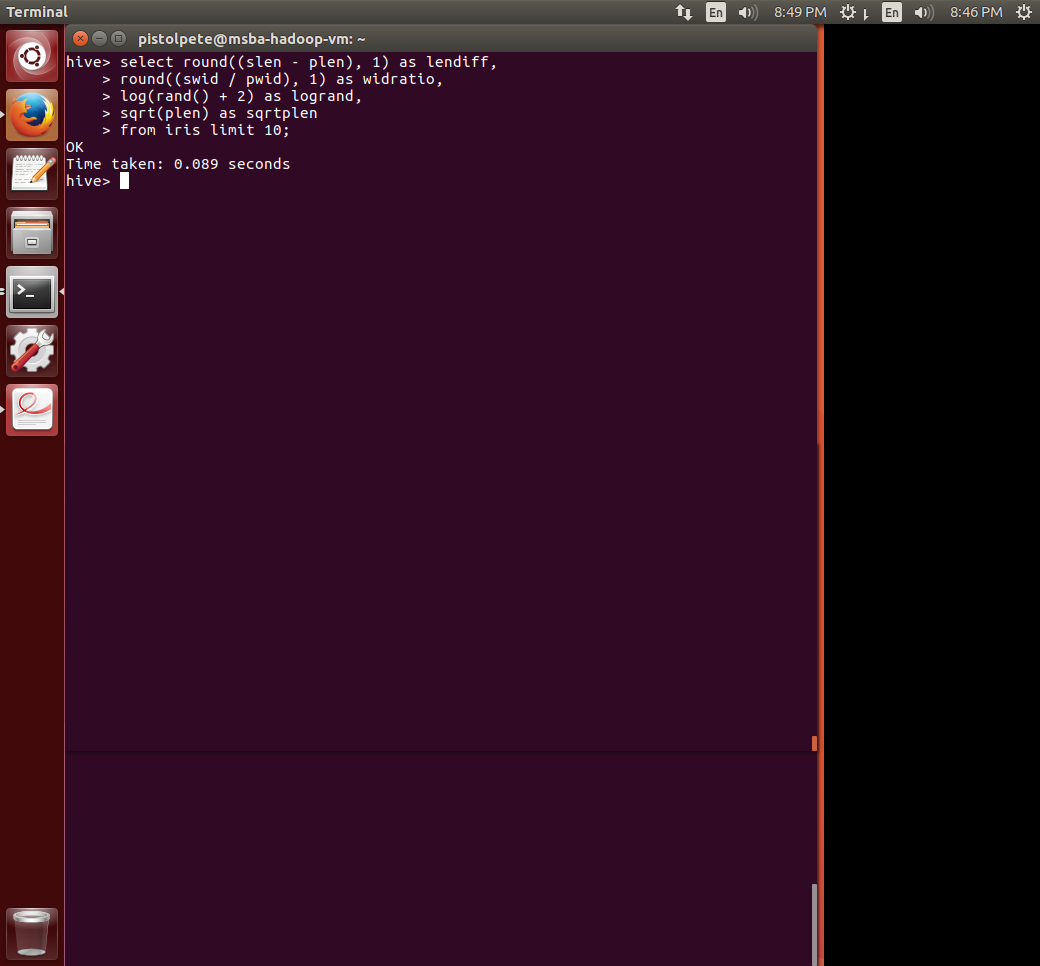 Terminal
En
8:49 PM
En
8:46 PM
pistolpete@msba-hadoop-vm: ~
hive> select round((slen - plen), 1) as lendiff,
    > round((swid / pwid), 1) as widratio,
    > log(rand() + 2) as logrand,
    > sqrt(plen) as sqrtplen
    > from iris limit 10;
OK
Time taken: 0.089 seconds
hive>